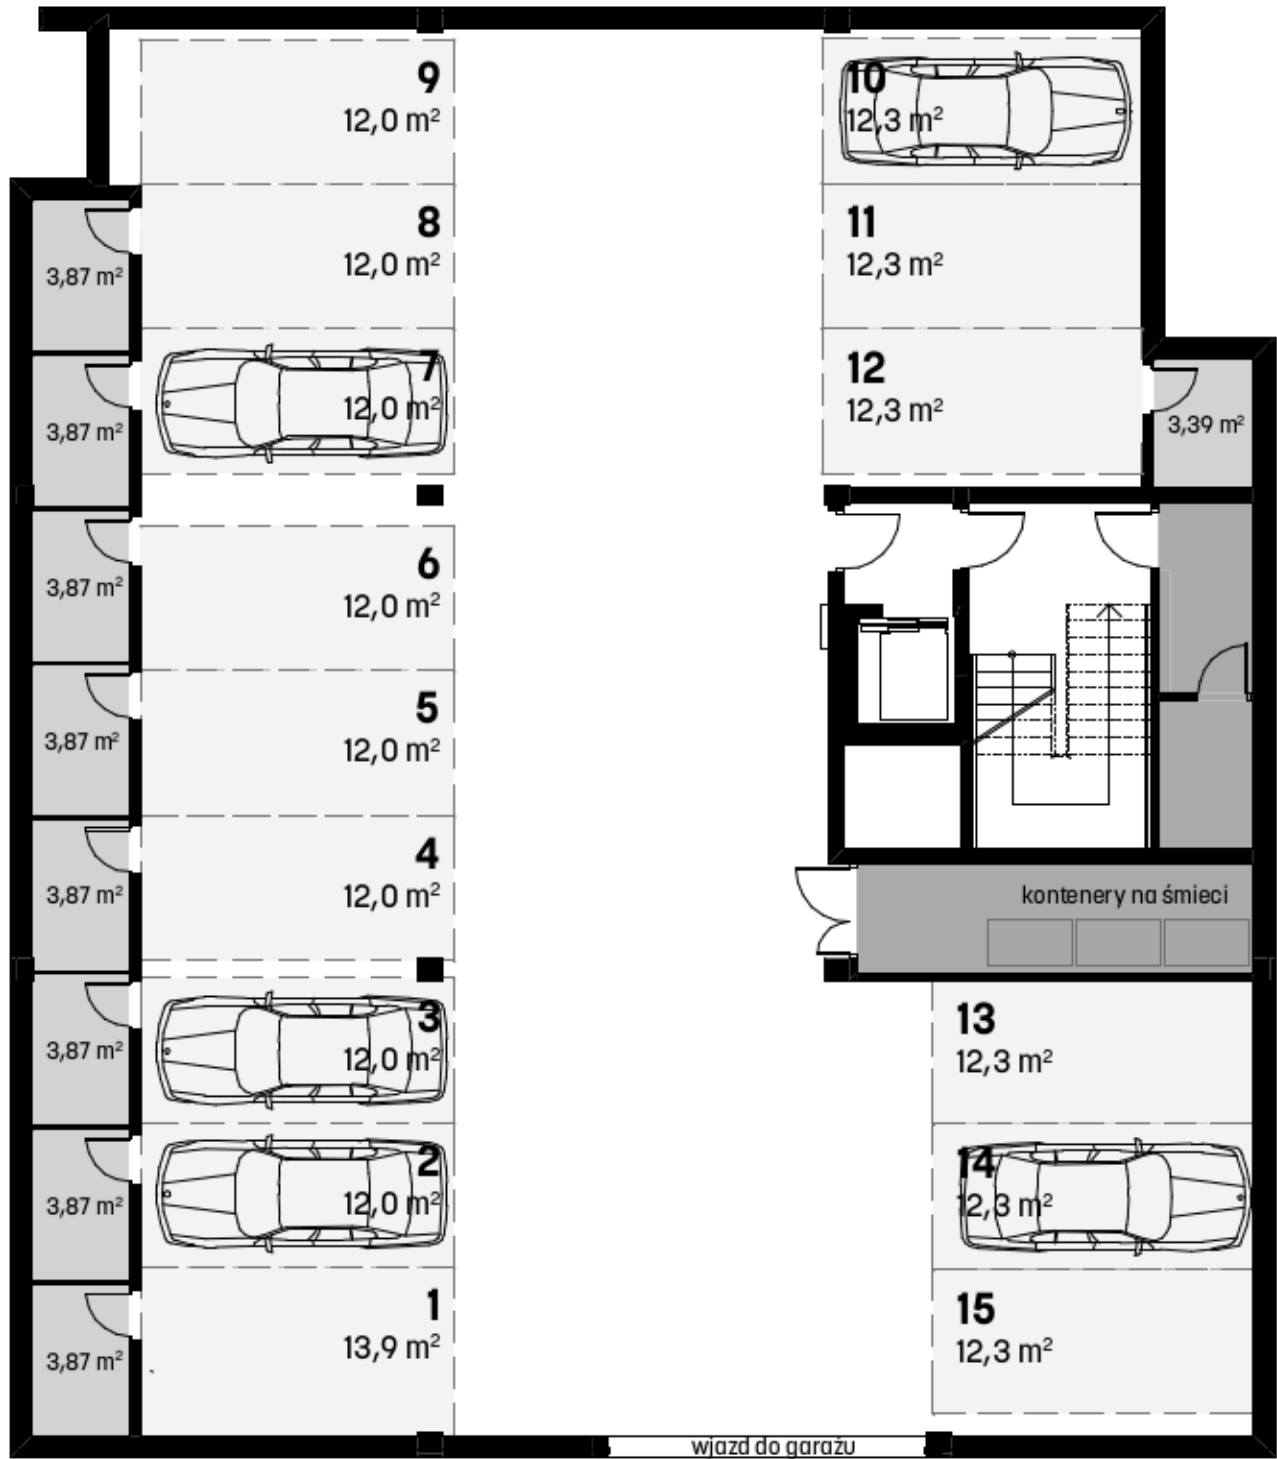 9
12,0 m²
10
12,3 m²
8
12,0 m²
11
12,3 m²
3,87 m²
7
12,0 m²
12
12,3 m²
3,87 m²
3,39 m²
6
12,0 m²
3,87 m²
5
12,0 m²
3,87 m²
4
12,0 m²
3,87 m²
kontenery na śmieci
3
12,0 m²
13
12,3 m²
3,87 m²
2
12,0 m²
14
12,3 m²
3,87 m²
1
13,9 m²
15
12,3 m²
3,87 m²
wjazd do garażu